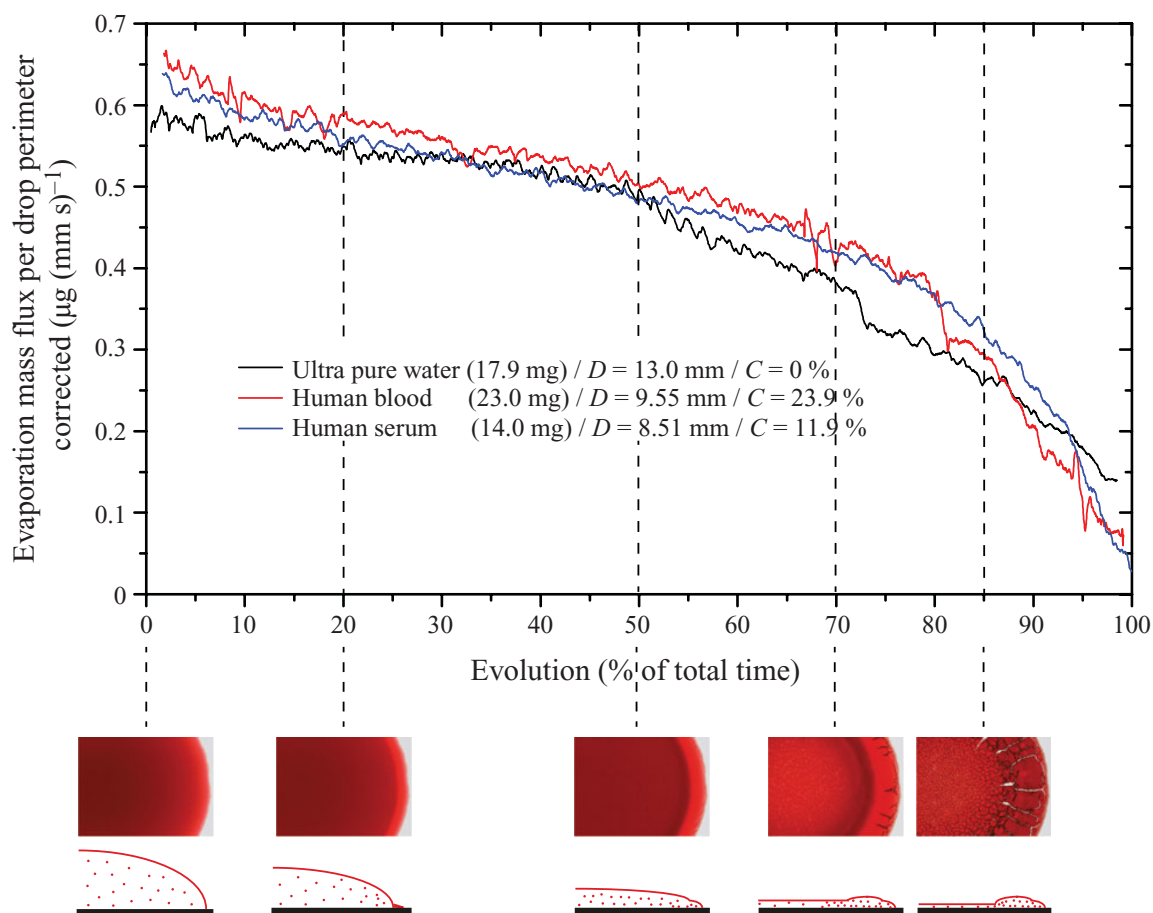 Evaporation mass flux per drop perimeter
corrected (µg (mm s)⁻¹)
0.7
0.6
0.5
0.4
0.3
0.2
0.1
0
Ultra pure water (17.9 mg) / D = 13.0 mm / C = 0 %
Human blood (23.0 mg) / D = 9.55 mm / C = 23.9 %
Human serum (14.0 mg) / D = 8.51 mm / C = 11.9 %
0 10 20 30 40 50 60 70 80 90 100
Evolution (% of total time)